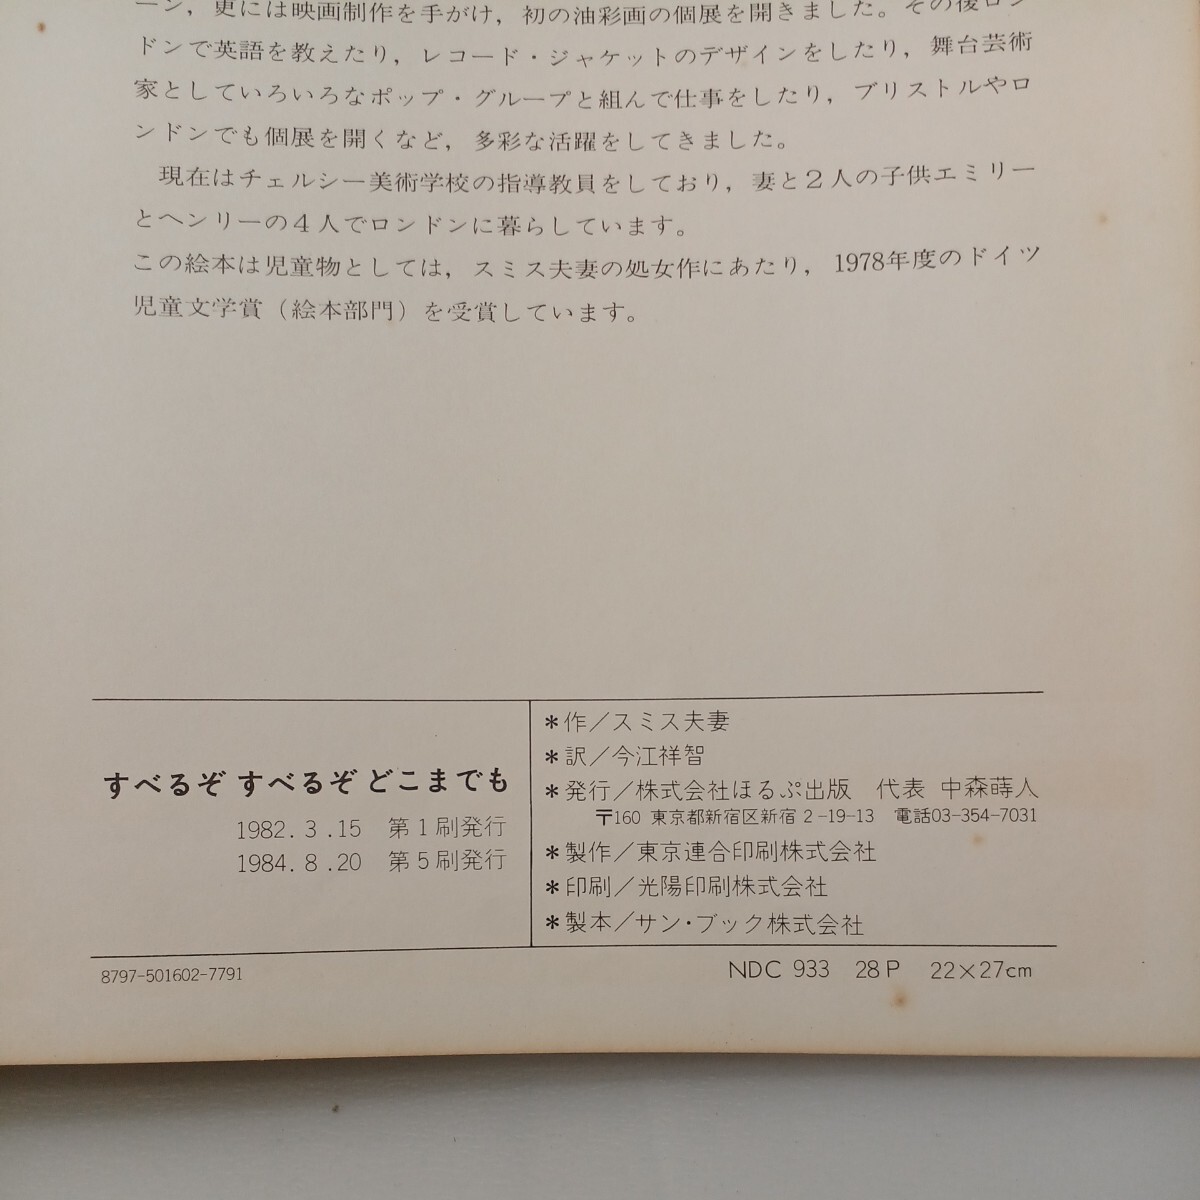 ーン，更には映画制作を手がけ，初の油彩画の個展を開きました。その後ロン
ドンで英語を教えたり，レコード・ジャケットのデザインをしたり，舞台芸術
家としていろいろなポップ・グループと組んで仕事をしたり，ブリストルやロ
ンドンでも個展を開くなど，多彩な活躍をしてきました。
現在はチェルシー美術学校の指導教員をしており，妻と2人の子供エミリー
とヘンリーの4人でロンドンに暮らしています。
この絵本は児童物としては，スミス夫妻の処女作にあたり，1978年度のドイツ
児童文学賞（絵本部門）を受賞しています。
すべるぞ すべるぞ どこまでも
1982.3.15 第1刷発行
1984.8.20 第5刷発行
＊作／スミス夫妻
＊訳／今江祥智
＊発行／株式会社ほるぷ出版 代表 中森蒔人
〒160 東京都新宿区新宿2-19-13 電話03-354-7031
＊製作／東京連合印刷株式会社
＊印刷／光陽印刷株式会社
＊製本／サン・ブック株式会社
8797-501602-7791
NDC 933 28P 22×27cm